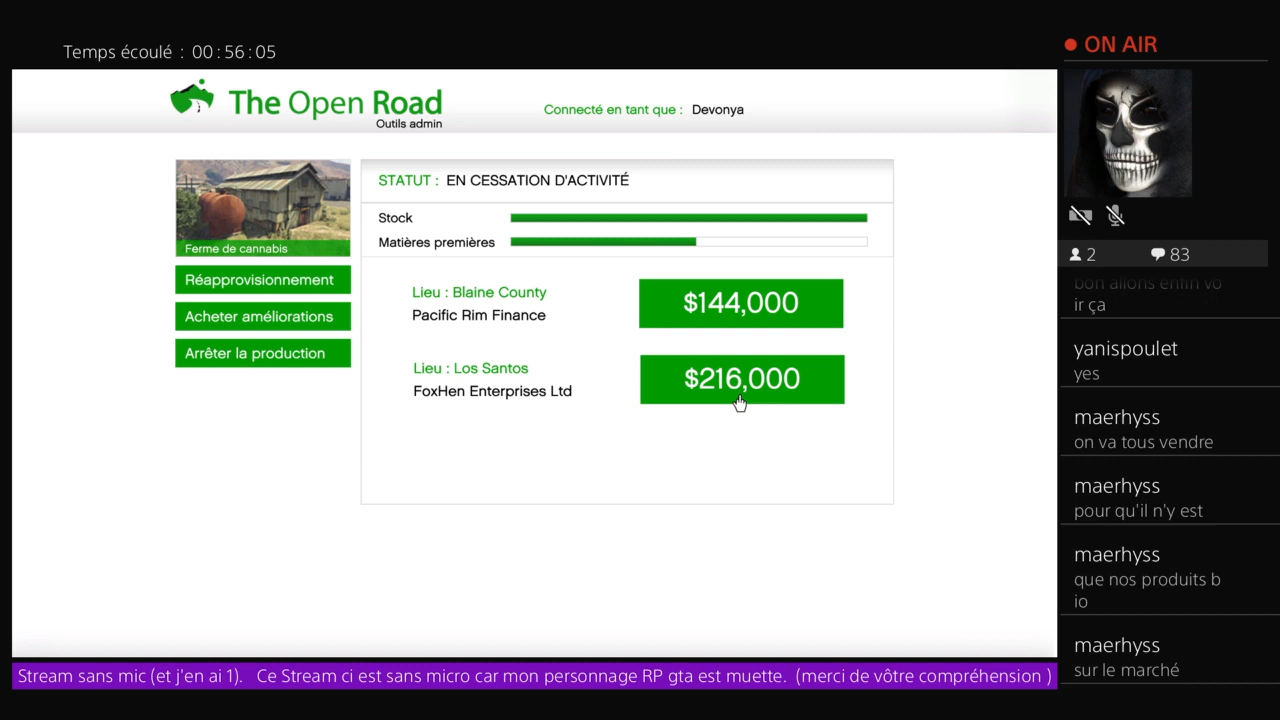 Temps écoulé : 00:56:05
ON AIR
The Open Road
Outils admin
Connecté en tant que : Devonya
Ferme de cannabis
Réapprovisionnement
Acheter améliorations
Arrêter la production
STATUT : EN CESSATION D'ACTIVITÉ
Stock
Matières premières
Lieu : Blaine County
Pacific Rim Finance
$144,000
Lieu : Los Santos
FoxHen Enterprises Ltd
$216,000
2 83
bon allons enfin vo
ir ça
yanispoulet
yes
maerhyss
on va tous vendre
maerhyss
pour qu'il n'y est
maerhyss
que nos produits b
io
maerhyss
sur le marché
Stream sans mic (et j'en ai 1). Ce Stream ci est sans micro car mon personnage RP gta est muette. (merci de vôtre compréhension )